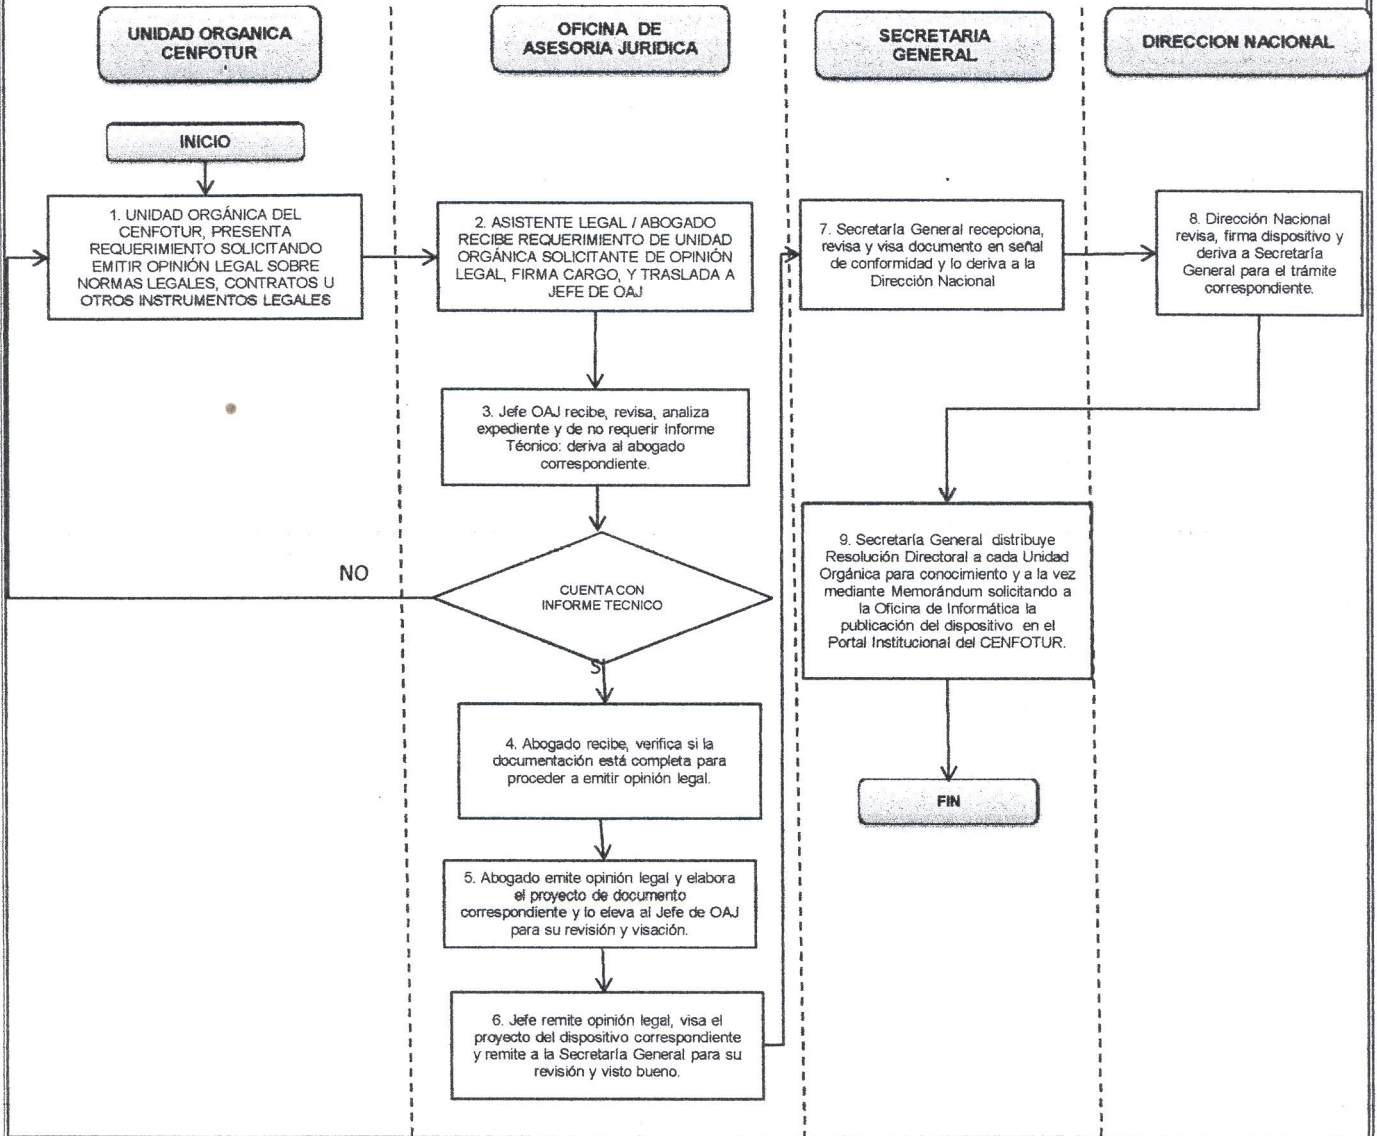 UNIDAD ORGANICA
CENFOTUR
OFICINA DE
ASESORIA JURIDICA
SECRETARIA
GENERAL
DIRECCION NACIONAL
INICIO
1. UNIDAD ORGÁNICA DEL
CENFOTUR, PRESENTA
REQUERIMIENTO SOLICITANDO
EMITIR OPINIÓN LEGAL SOBRE
NORMAS LEGALES, CONTRATOS U
OTROS INSTRUMENTOS LEGALES
2. ASISTENTE LEGAL / ABOGADO
RECIBE REQUERIMIENTO DE UNIDAD
ORGÁNICA SOLICITANTE DE OPINIÓN
LEGAL, FIRMA CARGO, Y TRASLADA A
JEFE DE OAJ
7. Secretaría General recepciona,
revisa y visa documento en señal
de conformidad y lo deriva a la
Dirección Nacional
8. Dirección Nacional
revisa, firma dispositivo y
deriva a Secretaría
General para el trámite
correspondiente.
3. Jefe OAJ recibe, revisa, analiza
expediente y de no requerir Informe
Técnico: deriva al abogado
correspondiente.
NO
CUENTA CON
INFORME TECNICO
SI
9. Secretaría General distribuye
Resolución Directoral a cada Unidad
Orgánica para conocimiento y a la vez
mediante Memorándum solicitando a
la Oficina de Informática la
publicación del dispositivo en el
Portal Institucional del CENFOTUR.
4. Abogado recibe, verifica si la
documentación está completa para
proceder a emitir opinión legal.
FIN
5. Abogado emite opinión legal y elabora
el proyecto de documento
correspondiente y lo eleva al Jefe de OAJ
para su revisión y visación.
6. Jefe remite opinión legal, visa el
proyecto del dispositivo correspondiente
y remite a la Secretaría General para su
revisión y visto bueno.